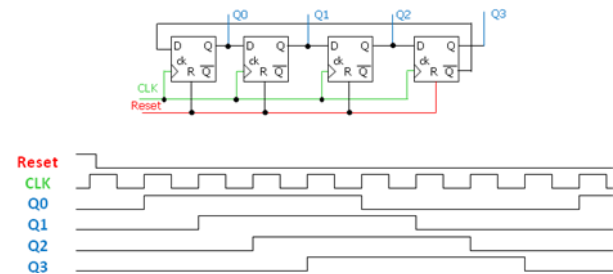 Q0 Q1 Q2 Q3
D Q D Q D Q D Q
ck ck ck ck
R Q R Q R Q R Q
CLK
Reset
Reset
CLK
Q0
Q1
Q2
Q3